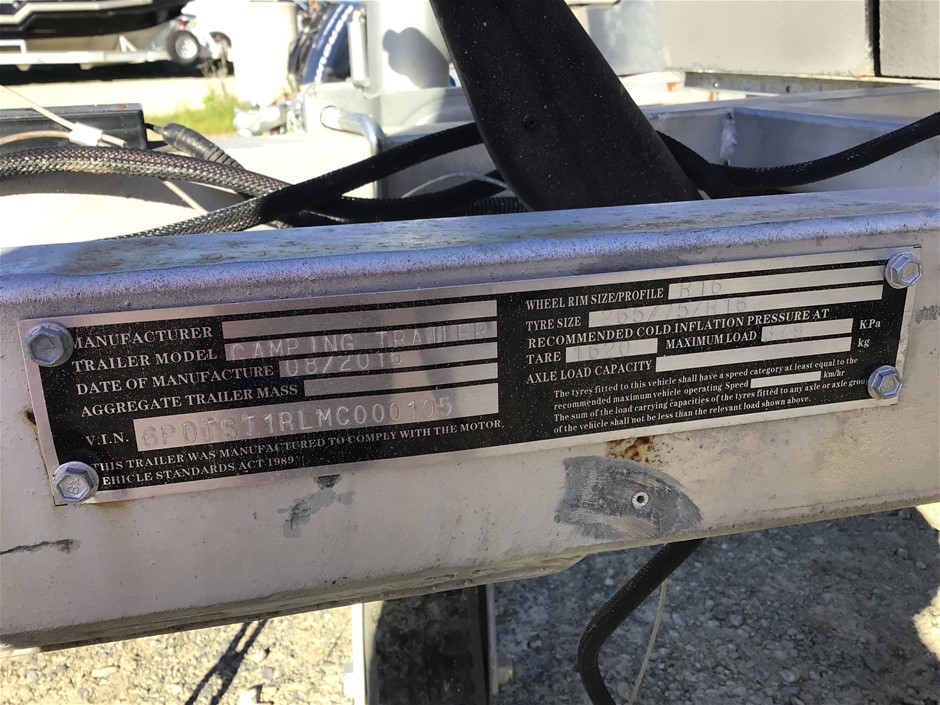 MANUFACTURER
TRAILER MODEL CAMPING TRAILER
DATE OF MANUFACTURE 08/2016
AGGREGATE TRAILER MASS
V.I.N. 6PDTST1RLMC000105
THIS TRAILER WAS MANUFACTURED TO COMPLY WITH THE MOTOR
VEHICLE STANDARDS ACT 1989
WHEEL RIM SIZE/PROFILE R16
TYRE SIZE 265/75/R16
RECOMMENDED COLD INFLATION PRESSURE AT
TARE 1620 MAXIMUM LOAD KPa
AXLE LOAD CAPACITY kg
The tyres fitted to this vehicle shall have a speed category at least equal to the
recommended maximum vehicle operating Speed km/hr
The sum of the load carrying capacities of the tyres fitted to any axle or axle group
of the vehicle shall not be less than the relevant load shown above.